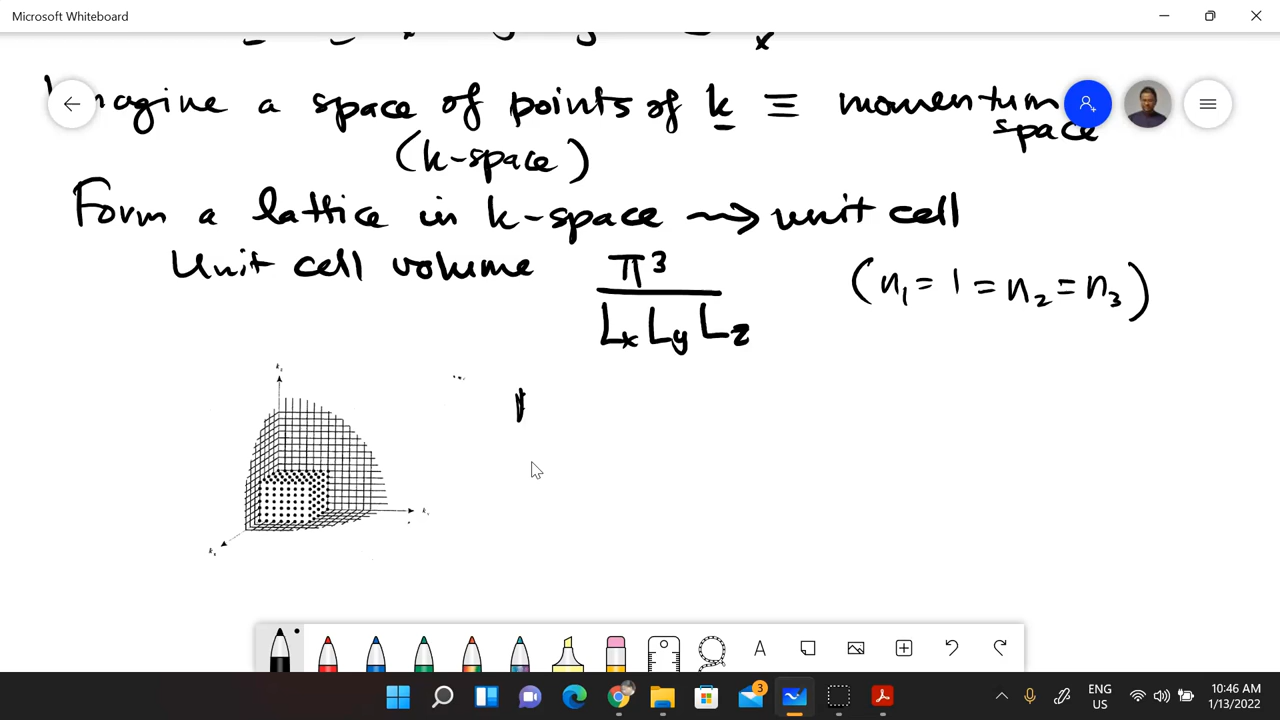 Microsoft Whiteboard
Imagine a space of points of k ≡ momentum space
(k-space)
Form a lattice in k-space ⇝ unit cell
Unit cell volume π³ / LxLyLz (n₁ = 1 = n₂ = n₃)
A
3
ENG
US
10:46 AM
1/13/2022